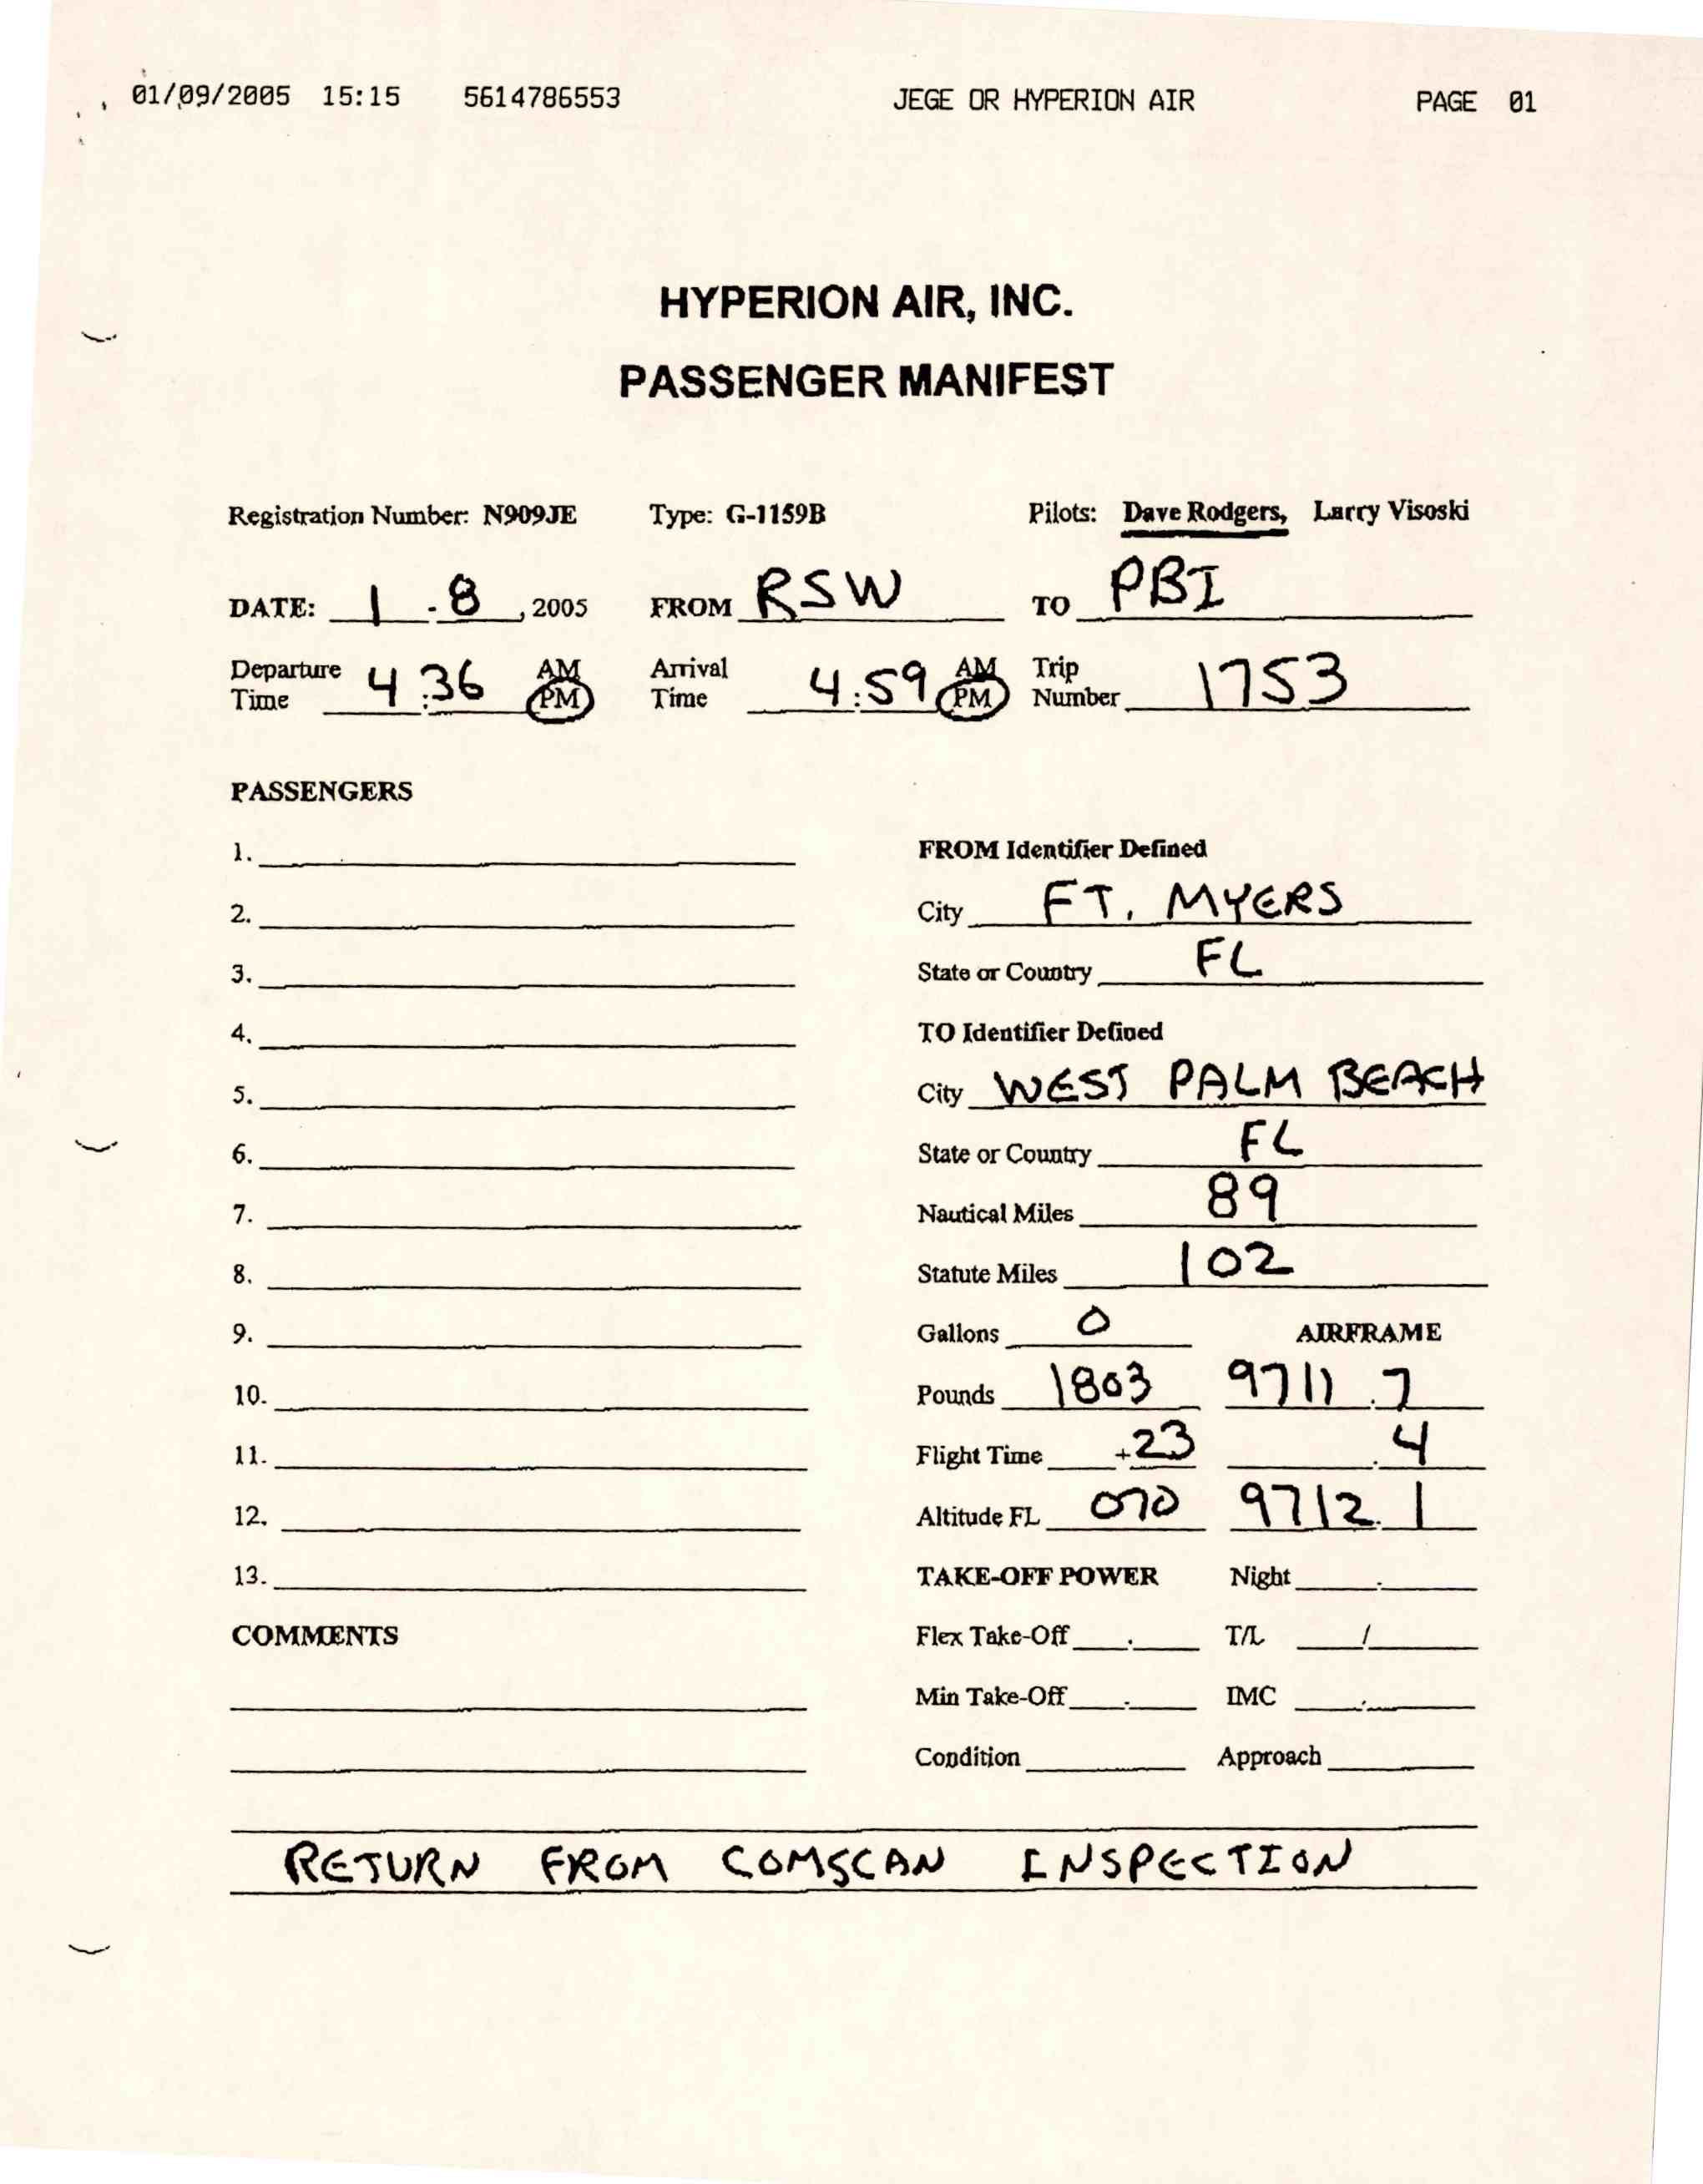 01/09/2005 15:15 5614786553 JEGE OR HYPERION AIR PAGE 01
HYPERION AIR, INC.
PASSENGER MANIFEST
Registration Number: N909JE Type: G-1159B Pilots: Dave Rodgers, Larry Visoski
DATE: 1 . 8 , 2005 FROM RSW TO PBI
Departure Time 4:36 AM PM Arrival Time 4:59 AM PM Trip Number 1753
PASSENGERS
1.
FROM Identifier Defined
2.
City FT. MYERS
3.
State or Country FL
4.
TO Identifier Defined
5.
City WEST PALM BEACH
6.
State or Country FL
7.
Nautical Miles 89
8.
Statute Miles 102
9.
Gallons 0 AIRFRAME
10.
Pounds 1803 9711.7
11.
Flight Time +23 .4
12.
Altitude FL 070 9712.1
13.
TAKE-OFF POWER Night .
COMMENTS
Flex Take-Off . T/L /
Min Take-Off . IMC .
Condition Approach
RETURN FROM COMSCAN INSPECTION